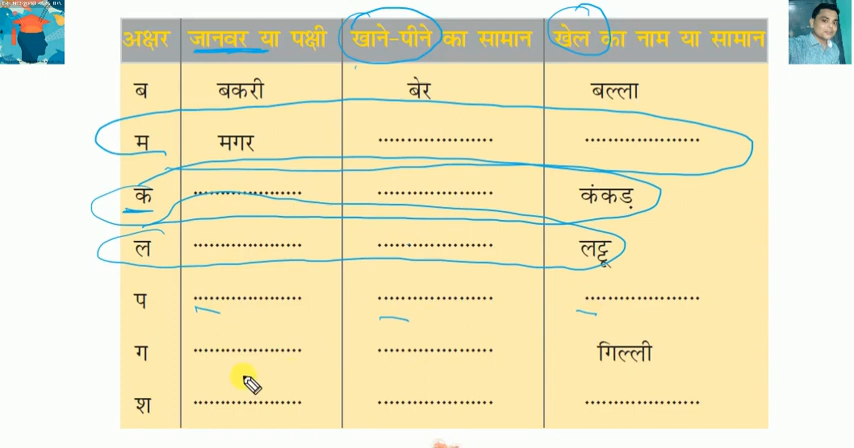 अक्षर जानवर या पक्षी खाने-पीने का सामान खेल का नाम या सामान
ब बकरी बेर बल्ला
म मगर ..................... .....................
क ..................... ..................... कंकड़
ल ..................... ..................... लट्टू
प ..................... ..................... .....................
ग ..................... ..................... गिल्ली
श ..................... ..................... .....................